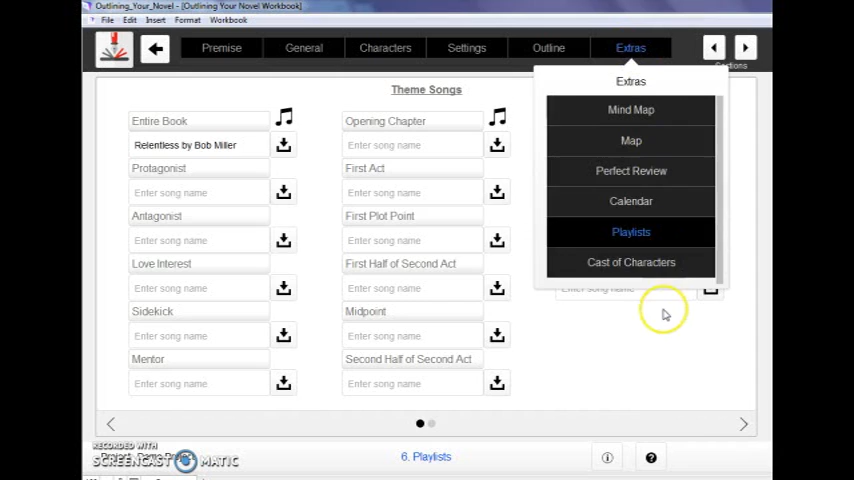 Outlining_Your_Novel - [Outlining Your Novel Workbook]
File Edit Insert Format Workbook
Premise General Characters Settings Outline Extras
Sections
Extras
Mind Map
Map
Perfect Review
Calendar
Playlists
Cast of Characters
Theme Songs
Entire Book
Relentless by Bob Miller
Protagonist
Enter song name
Antagonist
Enter song name
Love Interest
Enter song name
Sidekick
Enter song name
Mentor
Enter song name
Opening Chapter
Enter song name
First Act
Enter song name
First Plot Point
Enter song name
First Half of Second Act
Enter song name
Midpoint
Enter song name
Second Half of Second Act
Enter song name
Enter song name
RECORDED WITH
SCREENCAST MATIC
6. Playlists